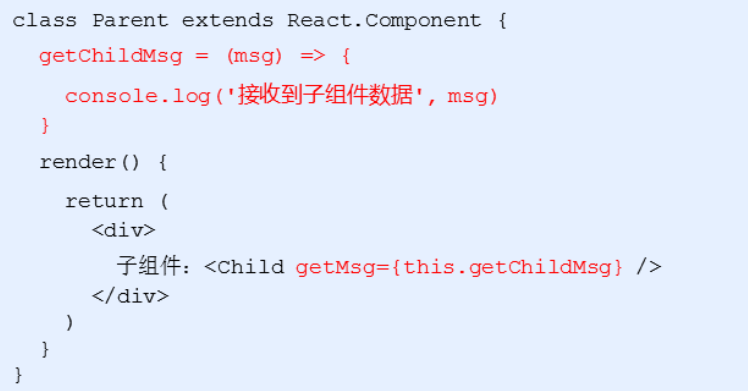 class Parent extends React.Component {
  getChildMsg = (msg) => {
    console.log('接收到子组件数据', msg)
  }
  render() {
    return (
      <div>
        子组件：<Child getMsg={this.getChildMsg} />
      </div>
    )
  }
}